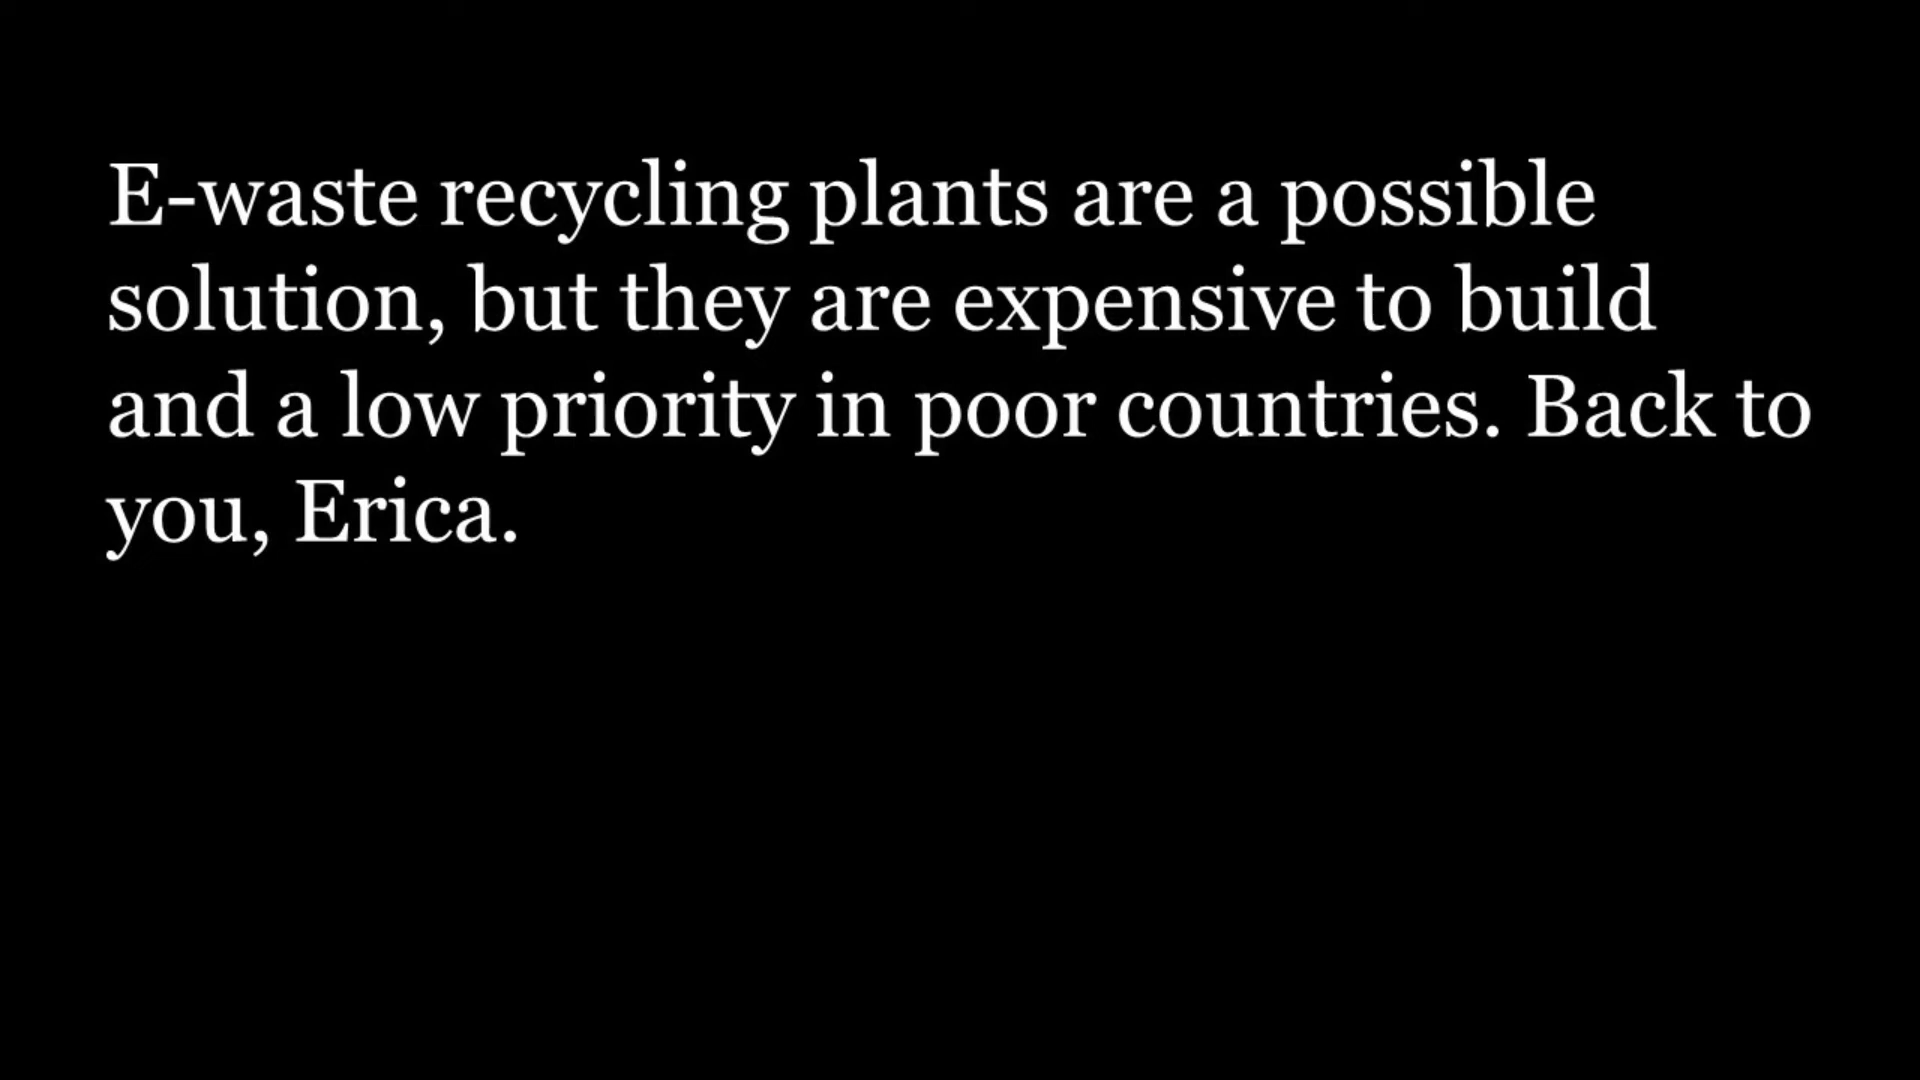 E-waste recycling plants are a possible
solution, but they are expensive to build
and a low priority in poor countries. Back to
you, Erica.